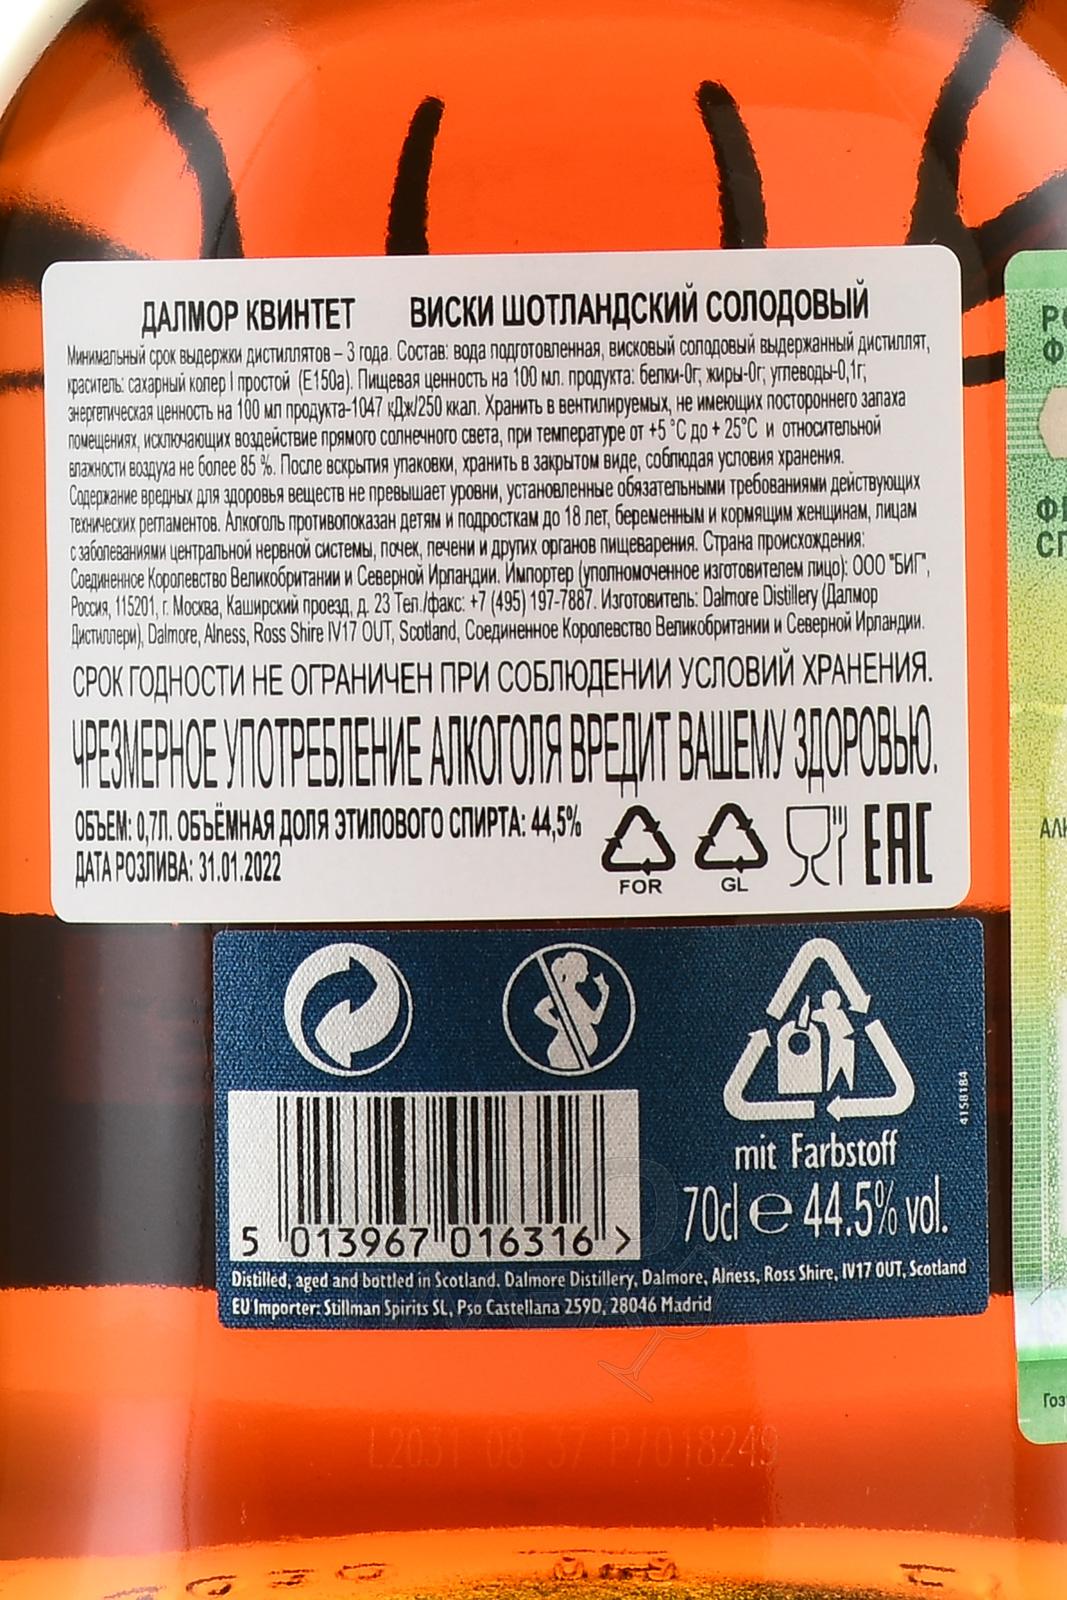 ДАЛМОР КВИНТЕТ ВИСКИ ШОТЛАНДСКИЙ СОЛОДОВЫЙ
Минимальный срок выдержки дистиллятов – 3 года. Состав: вода подготовленная, висковый солодовый выдержанный дистиллят,
краситель: сахарный колер I простой (Е150а). Пищевая ценность на 100 мл. продукта: белки-0г; жиры-0г; углеводы-0,1г;
энергетическая ценность на 100 мл продукта-1047 кДж/250 ккал. Хранить в вентилируемых, не имеющих постороннего запаха
помещениях, исключающих воздействие прямого солнечного света, при температуре от +5 °С до + 25°С и относительной
влажности воздуха не более 85 %. После вскрытия упаковки, хранить в закрытом виде, соблюдая условия хранения.
Содержание вредных для здоровья веществ не превышает уровни, установленные обязательными требованиями действующих
технических регламентов. Алкоголь противопоказан детям и подросткам до 18 лет, беременным и кормящим женщинам, лицам
с заболеваниями центральной нервной системы, почек, печени и других органов пищеварения. Страна происхождения:
Соединенное Королевство Великобритании и Северной Ирландии. Импортер (уполномоченное изготовителем лицо): ООО "БИГ",
Россия, 115201, г. Москва, Каширский проезд, д. 23 Тел./факс: +7 (495) 197-7887. Изготовитель: Dalmore Distillery (Далмор
Дистиллери), Dalmore, Alness, Ross Shire IV17 OUT, Scotland, Соединенное Королевство Великобритании и Северной Ирландии.
СРОК ГОДНОСТИ НЕ ОГРАНИЧЕН ПРИ СОБЛЮДЕНИИ УСЛОВИЙ ХРАНЕНИЯ.
ЧРЕЗМЕРНОЕ УПОТРЕБЛЕНИЕ АЛКОГОЛЯ ВРЕДИТ ВАШЕМУ ЗДОРОВЬЮ.
ОБЪЕМ: 0,7Л. ОБЪЁМНАЯ ДОЛЯ ЭТИЛОВОГО СПИРТА: 44,5%
ДАТА РОЗЛИВА: 31.01.2022
FOR GL EAC
4158184
mit Farbstoff
70cl e 44.5% vol.
5 013967 016316 >
Distilled, aged and bottled in Scotland. Dalmore Distillery, Dalmore, Alness, Ross Shire, IV17 0UT, Scotland
EU Importer: Stillman Spirits SL, Pso Castellana 259D, 28046 Madrid
L2031 08 37 P/018249